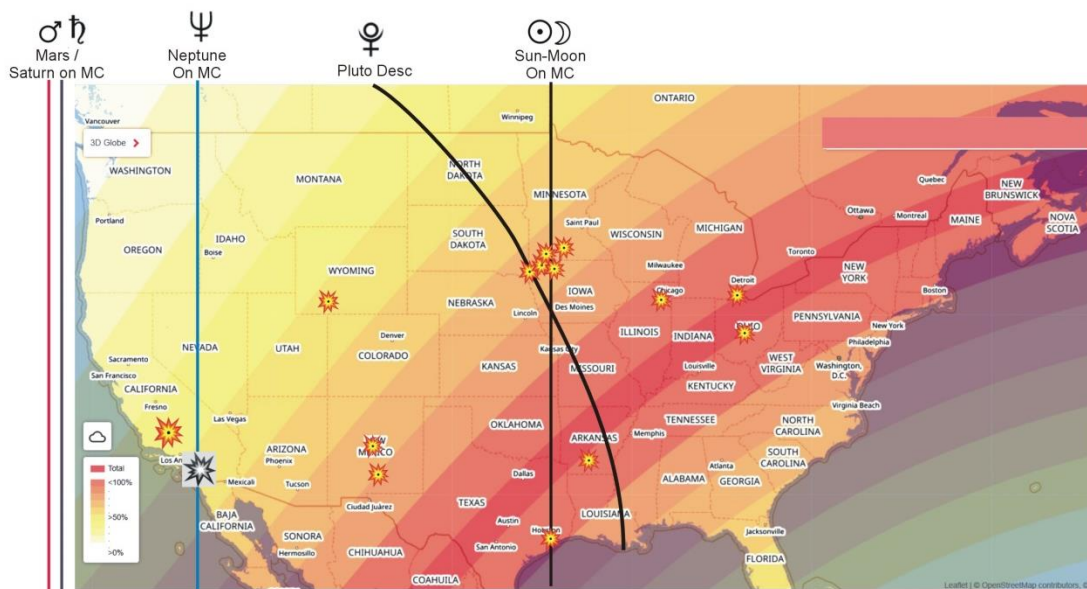 Mars /
Saturn on MC
Neptune
On MC
Pluto Desc
Sun-Moon
On MC
ONTARIO
Winnipeg
Vancouver
3D Globe
WASHINGTON
MONTANA
NORTH
DAKOTA
MINNESOTA
Quebec
NEW
BRUNSWICK
NOVA
SCOTIA
MAINE
Ottawa
Montreal
Portland
OREGON
IDAHO
Boise
SOUTH
DAKOTA
Saint Paul
WISCONSIN
MICHIGAN
Toronto
WYOMING
Milwaukee
NEW
YORK
Detroit
Chicago
Boston
NEBRASKA
IOWA
Des Moines
Lincoln
PENNSYLVANIA
New York
Philadelphia
Denver
NEVADA
UTAH
COLORADO
ILLINOIS
INDIANA
OHIO
Sacramento
San Francisco
Kansas City
KANSAS
MISSOURI
Louisville
WEST
VIRGINIA
Washington,
D.C.
CALIFORNIA
KENTUCKY
Fresno
Las Vegas
Virginia Beach
OKLAHOMA
TENNESSEE
NORTH
CAROLINA
ARKANSAS
Memphis
NEW
MEXICO
ARIZONA
Phoenix
Los An
SOUTH
CAROLINA
Atlanta
GEORGIA
ALABAMA
Dallas
Mexicali
Tucson
Total
<100%
>50%
>0%
Ciudad Juárez
TEXAS
LOUISIANA
BAJA
CALIFORNIA
SONORA
Hermosillo
CHIHUAHUA
Austin
Houston
San Antonio
Jacksonville
FLORIDA
COAHUILA
Leaflet | © OpenStreetMap contributors, ©